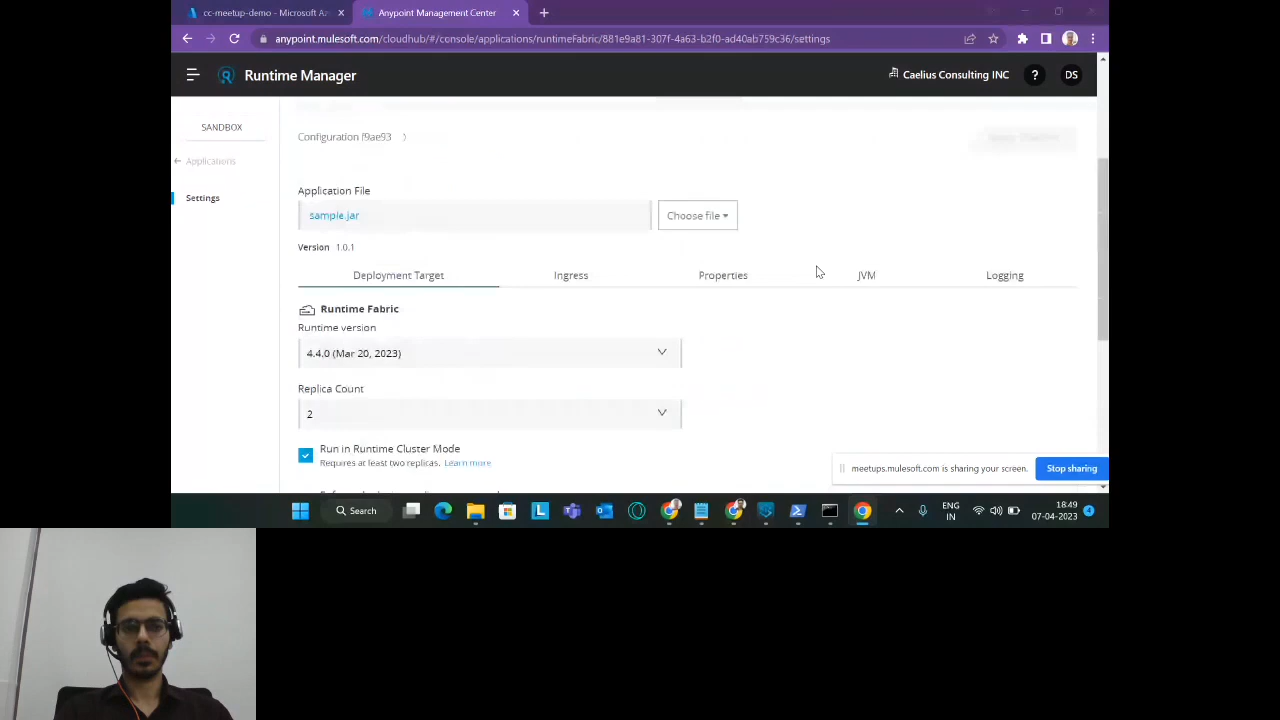 cc-meetup-demo - Microsoft Az
Anypoint Management Center
anypoint.mulesoft.com/cloudhub/#/console/applications/runtimeFabric/881e9a81-307f-4a63-b2f0-ad40ab759c36/settings
Runtime Manager
Caelius Consulting INC
?
DS
SANDBOX
Applications
Settings
Configuration f9ae93
Application File
sample.jar
Choose file
Version 1.0.1
Deployment Target
Ingress
Properties
JVM
Logging
Runtime Fabric
Runtime version
4.4.0 (Mar 20, 2023)
Replica Count
2
Run in Runtime Cluster Mode
Requires at least two replicas. Learn more
meetups.mulesoft.com is sharing your screen.
Stop sharing
Search
ENG
IN
18:49
07-04-2023
4